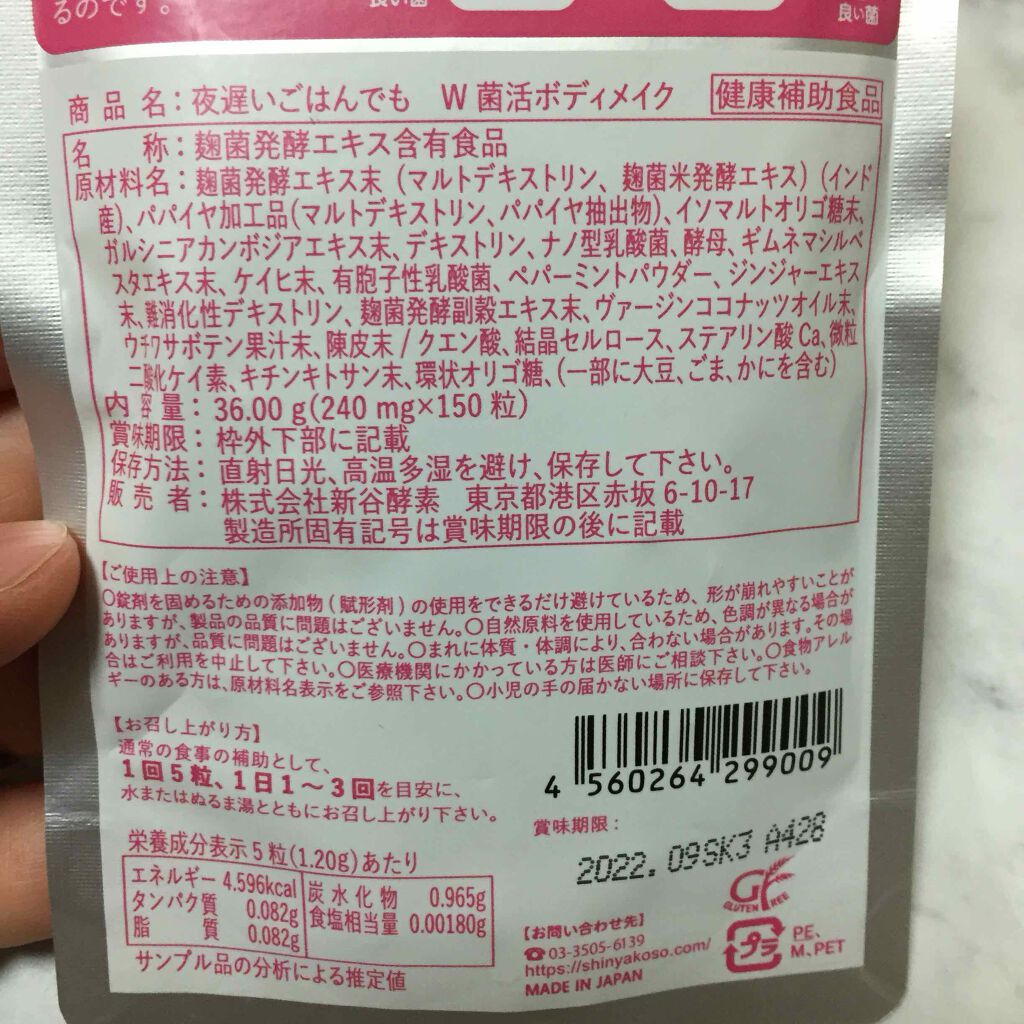 るのです。
良い菌
良い菌
商品名：夜遅いごはんでも W菌活ボディメイク 健康補助食品
名称：麹菌発酵エキス含有食品
原材料名：麹菌発酵エキス末（マルトデキストリン、麹菌米発酵エキス）（インド
産）、パパイヤ加工品（マルトデキストリン、パパイヤ抽出物）、イソマルトオリゴ糖末、
ガルシニアカンボジアエキス末、デキストリン、ナノ型乳酸菌、酵母、ギムネマシルベ
スタエキス末、ケイヒ末、有胞子性乳酸菌、ペパーミントパウダー、ジンジャーエキス
末、難消化性デキストリン、麹菌発酵副穀エキス末、ヴァージンココナッツオイル末、
ウチワサボテン果汁末、陳皮末/クエン酸、結晶セルロース、ステアリン酸Ca、微粒
二酸化ケイ素、キチンキトサン末、環状オリゴ糖、（一部に大豆、ごま、かにを含む）
内容量：36.00 g(240 mg×150 粒)
賞味期限：枠外下部に記載
保存方法：直射日光、高温多湿を避け、保存して下さい。
販売者：株式会社新谷酵素 東京都港区赤坂 6-10-17
製造所固有記号は賞味期限の後に記載
【ご使用上の注意】
○錠剤を固めるための添加物（賦形剤）の使用をできるだけ避けているため、形が崩れやすいことが
ありますが、製品の品質に問題はございません。○自然原料を使用しているため、色調が異なる場合が
ありますが、品質に問題はございません。○まれに体質・体調により、合わない場合があります。その場
合はご利用を中止して下さい。○医療機関にかかっている方は医師にご相談下さい。○食物アレル
ギーのある方は、原材料名表示をご参照下さい。○小児の手の届かない場所に保存して下さい。
【お召し上がり方】
通常の食事の補助として、
1回5粒、1日1～3回を目安に、
水またはぬるま湯とともにお召し上がり下さい。
4 560264 299009
賞味期限：
2022.09SK3 A428
栄養成分表示5粒(1.20g)あたり
エネルギー 4.596kcal 炭水化物 0.965g
タンパク質 0.082g 食塩相当量 0.00180g
脂質 0.082g
サンプル品の分析による推定値
GF
GLUTEN FREE
【お問い合わせ先】
☎03-3505-6139
https://shinyakoso.com/
MADE IN JAPAN
プラ
PE、
M、PET